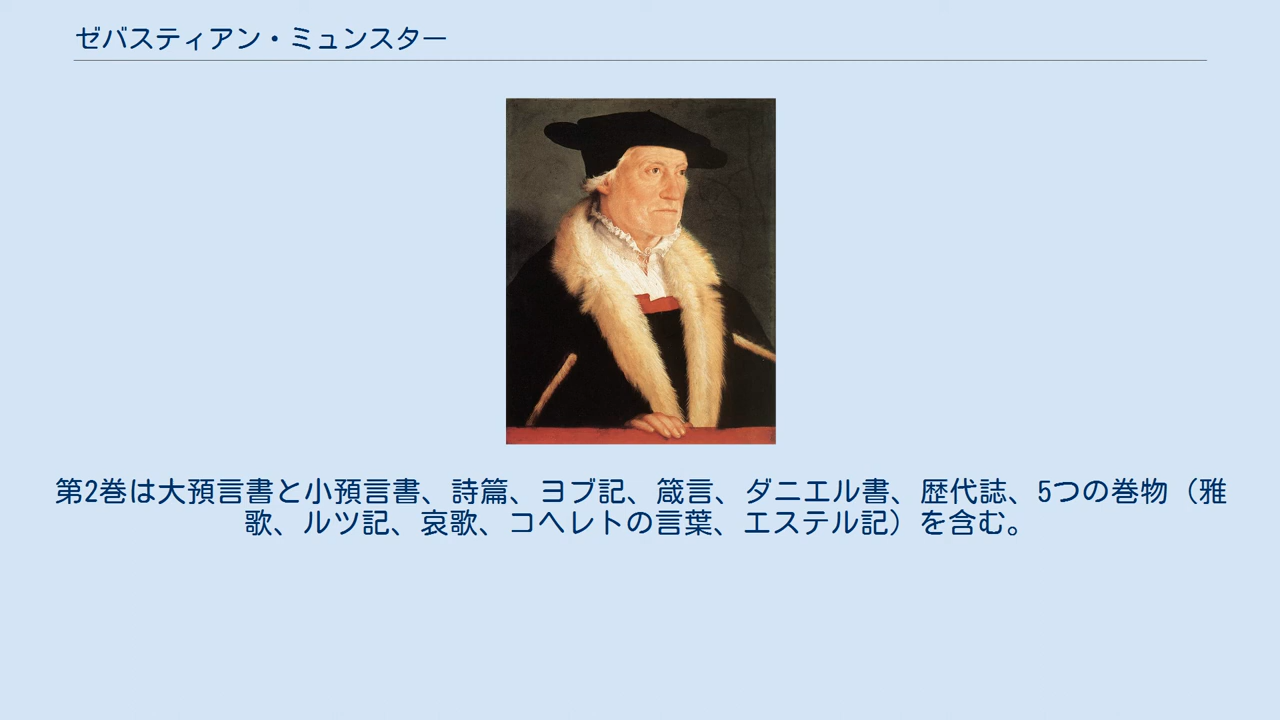 ゼバスティアン・ミュンスター
第2巻は大預言書と小預言書、詩篇、ヨブ記、箴言、ダニエル書、歴代誌、5つの巻物（雅
歌、ルツ記、哀歌、コヘレトの言葉、エステル記）を含む。